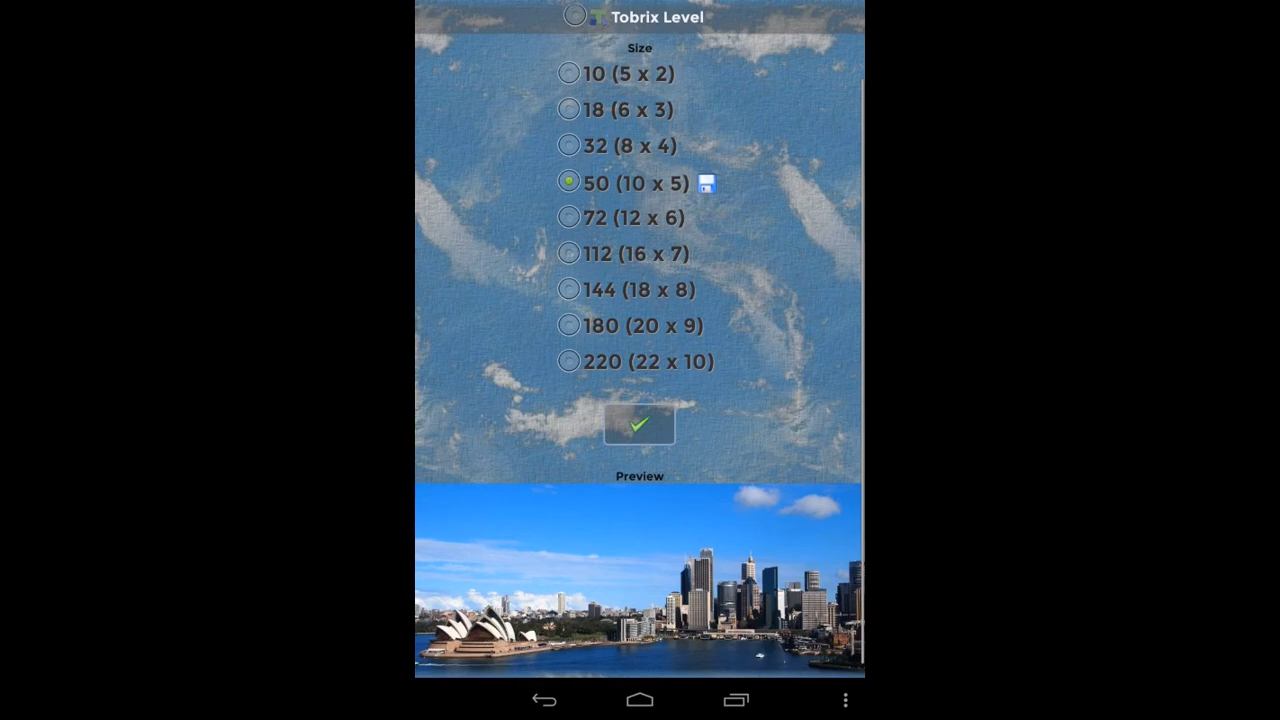 Tobrix Level
Size
10 (5 x 2)
18 (6 x 3)
32 (8 x 4)
50 (10 x 5)
72 (12 x 6)
112 (16 x 7)
144 (18 x 8)
180 (20 x 9)
220 (22 x 10)
Preview